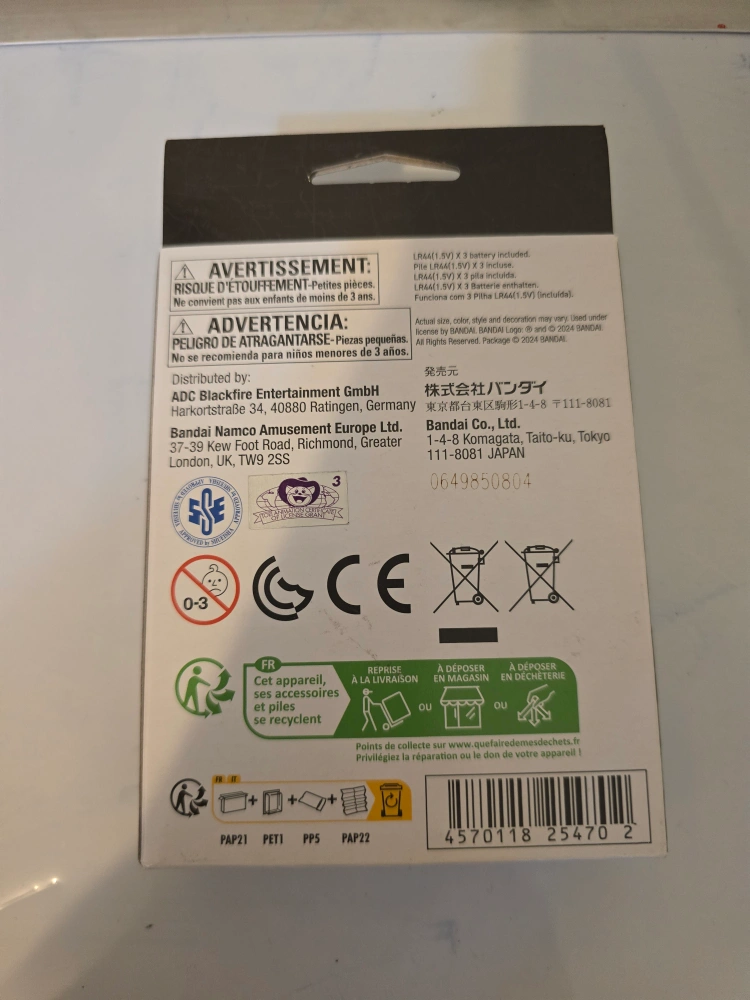 AVERTISSEMENT:
RISQUE D'ÉTOUFFEMENT-Petites pièces.
Ne convient pas aux enfants de moins de 3 ans.
ADVERTENCIA:
PELIGRO DE ATRAGANTARSE-Piezas pequeñas.
No se recomienda para niños menores de 3 años.
LR44(1.5V) X 3 battery included.
Pile LR44(1.5V) X 3 incluse.
LR44(1.5V) X 3 pila incluida.
LR44(1.5V) X 3 Batterie enthalten.
Funciona com 3 Pilha LR44(1.5V) (incluída).
Actual size, color, style and decoration may vary. Used under
license by BANDAI. BANDAI Logo: ® and © 2024 BANDAI.
All Rights Reserved. Package © 2024 BANDAI.
Distributed by:
ADC Blackfire Entertainment GmbH
Harkortstraße 34, 40880 Ratingen, Germany
Bandai Namco Amusement Europe Ltd.
37-39 Kew Foot Road, Richmond, Greater
London, UK, TW9 2SS
発売元
株式会社バンダイ
東京都台東区駒形1-4-8 〒111-8081
Bandai Co., Ltd.
1-4-8 Komagata, Taito-ku, Tokyo
111-8081 JAPAN
0649850804
3
TOEI ANIMATION CERTIFICATE
OF LICENSE GRANT
0-3
CE
FR
Cet appareil,
ses accessoires
et piles
se recyclent
REPRISE
À LA LIVRAISON
OU
À DÉPOSER
EN MAGASIN
OU
À DÉPOSER
EN DÉCHÈTERIE
Points de collecte sur www.quefairedemesdechets.fr
Privilégiez la réparation ou le don de votre appareil !
FR IT
+ + +
PAP21 PET1 PP5 PAP22
4570118 25470 2